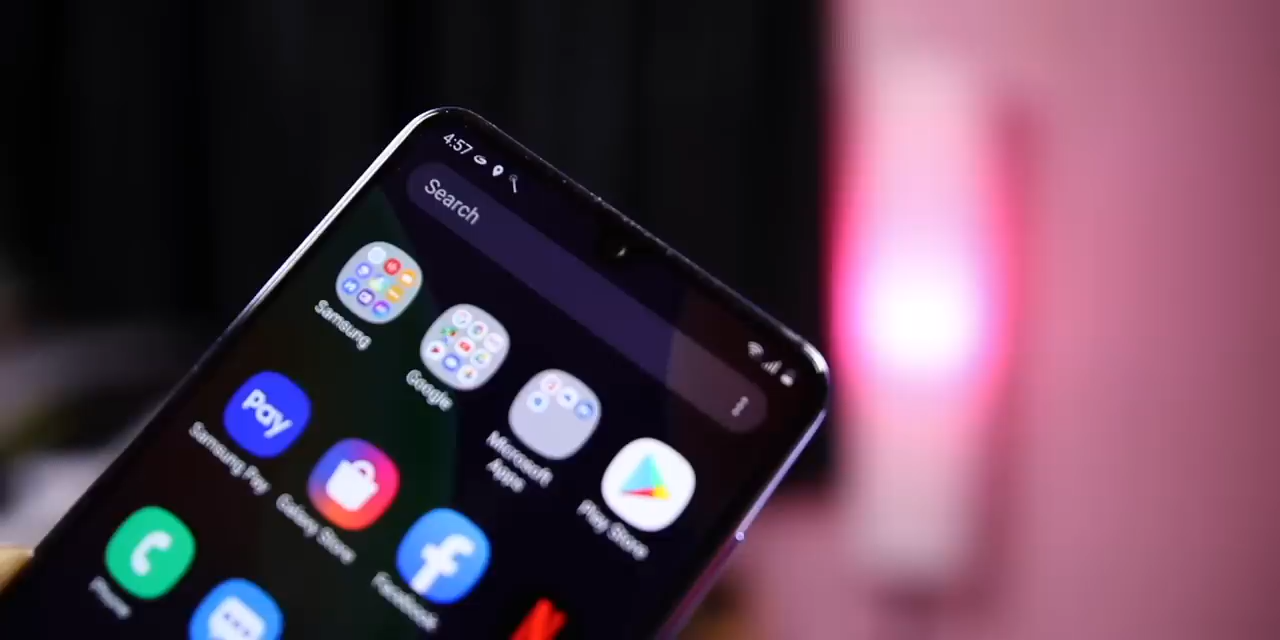 4:57
Search
Samsung
Google
Microsoft
Apps
Play Store
Pay
Samsung Pay
Galaxy Store
Facebook
Phone